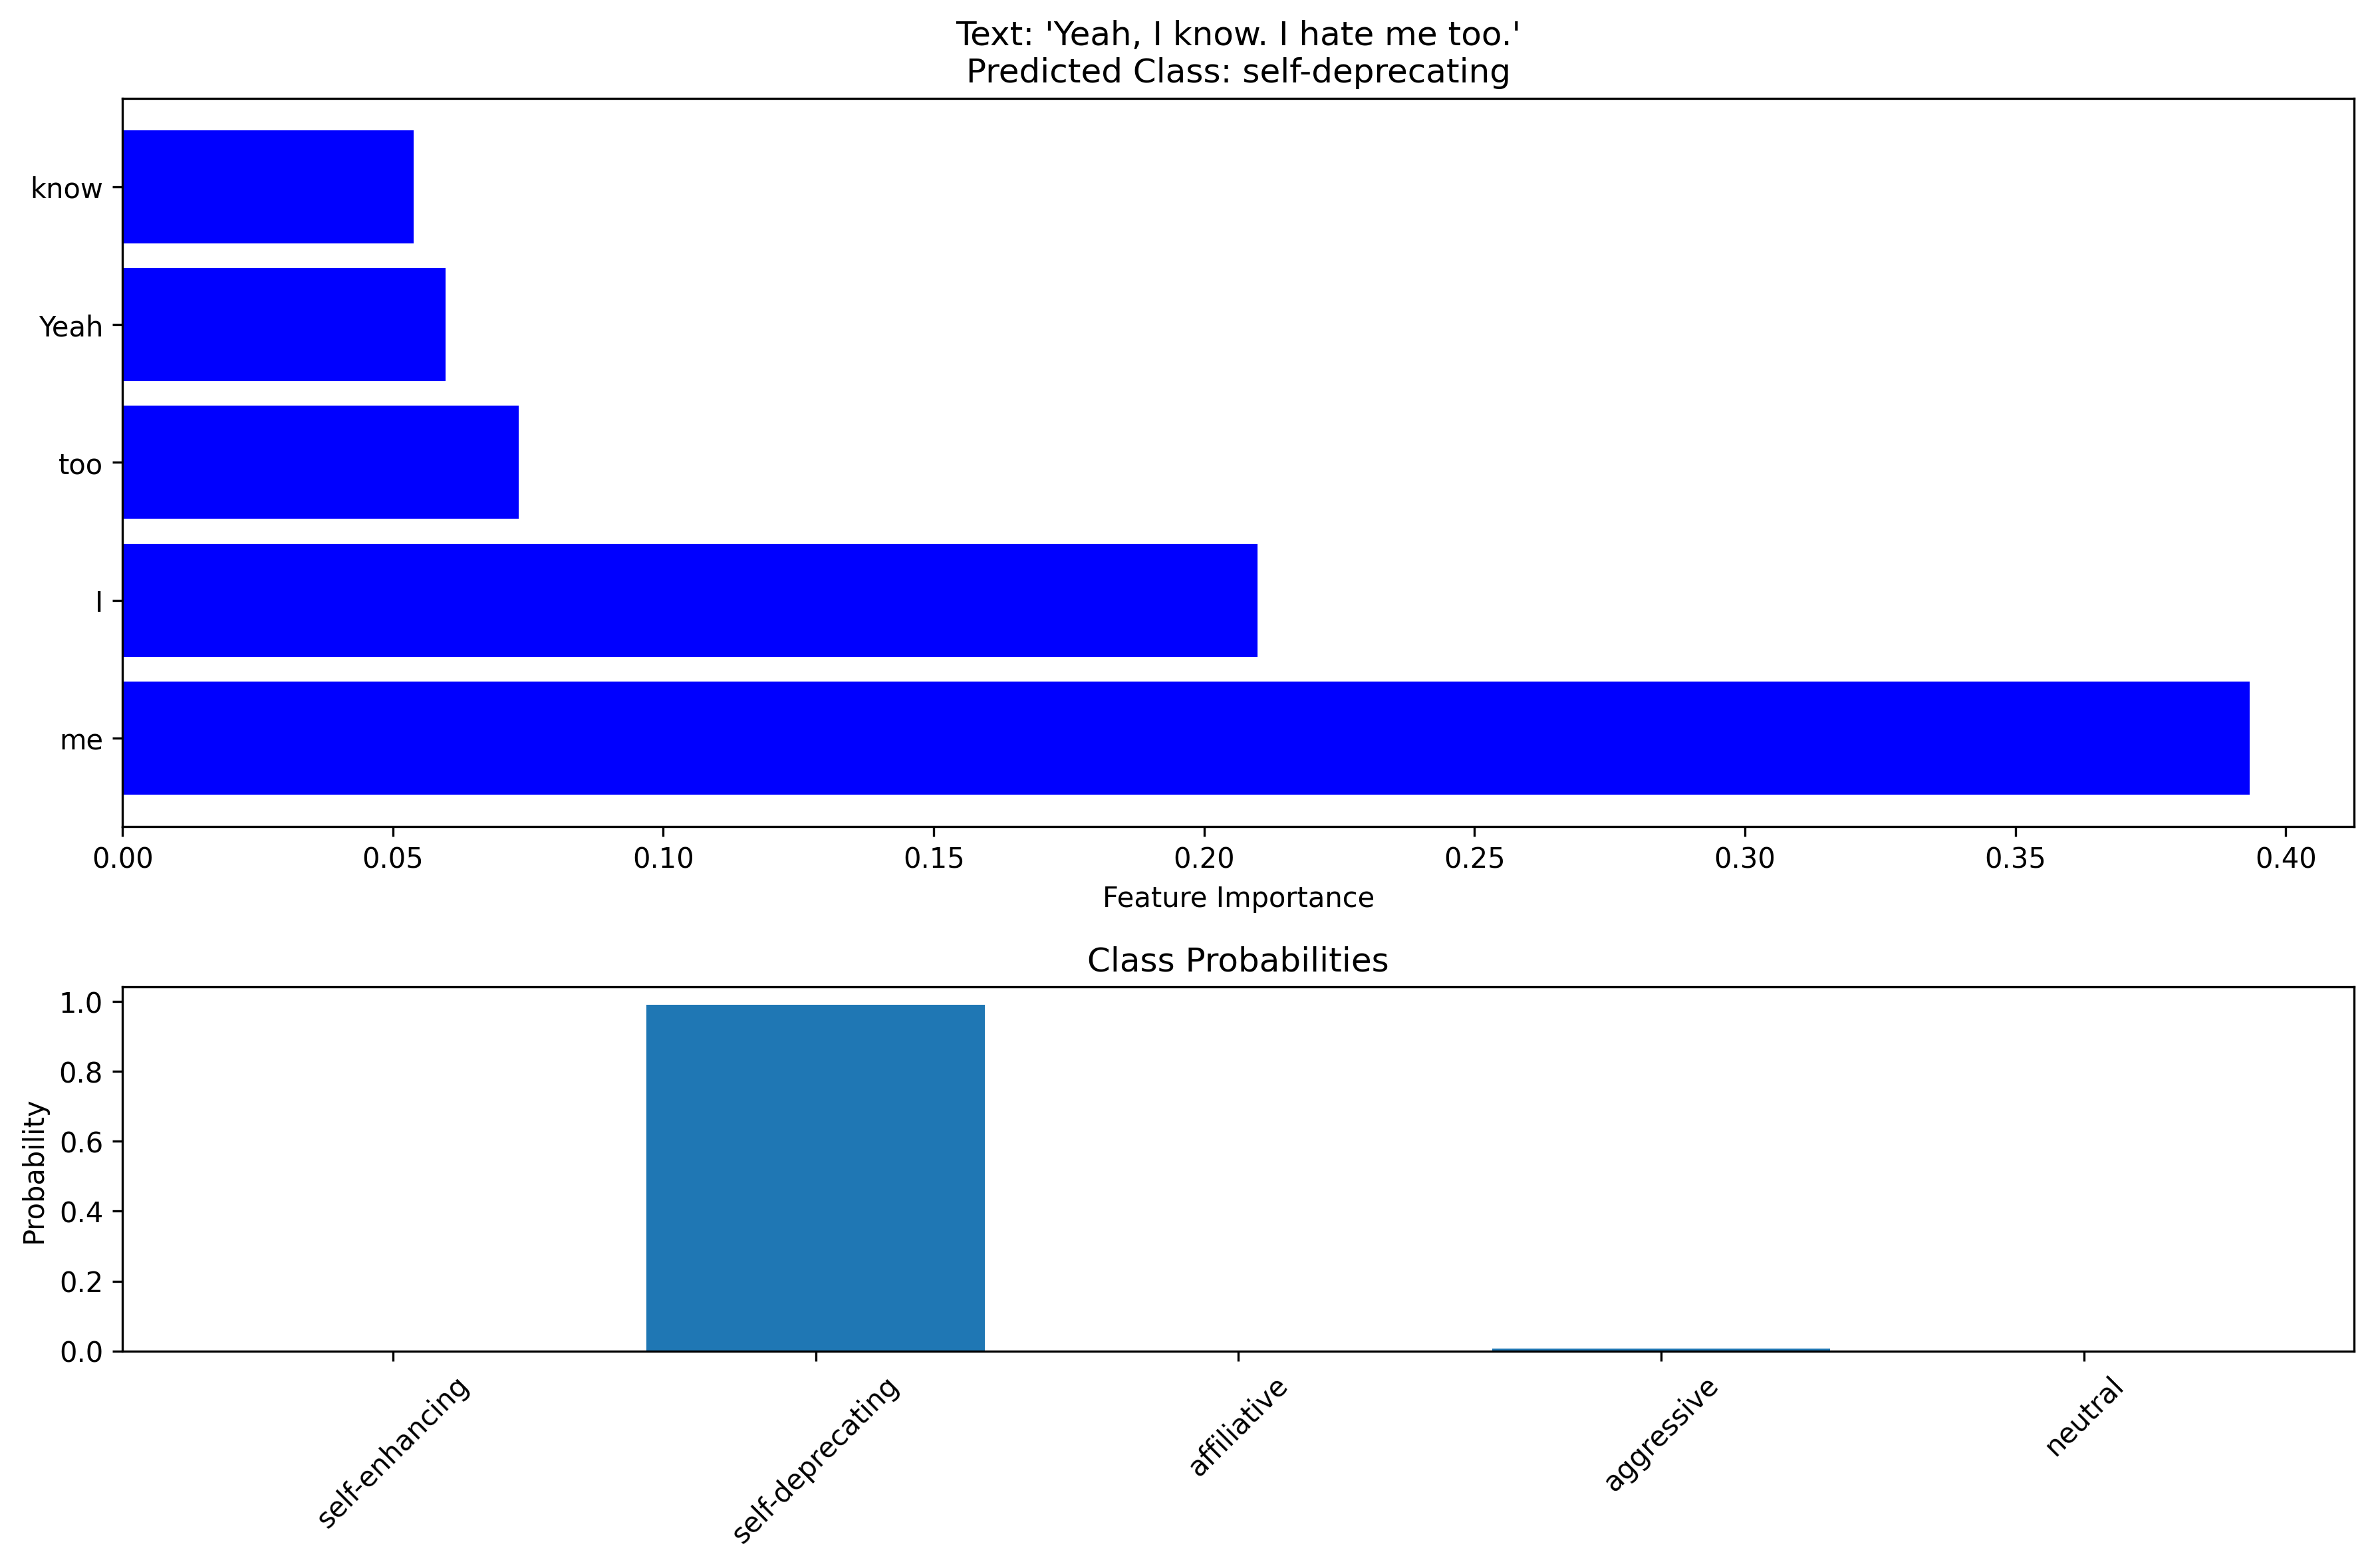 Text: 'Yeah, I know. I hate me too.'
Predicted Class: self-deprecating
know
Yeah
too
I
me
0.00 0.05 0.10 0.15 0.20 0.25 0.30 0.35 0.40
Feature Importance
Class Probabilities
Probability
1.0
0.8
0.6
0.4
0.2
0.0
self-enhancing
self-deprecating
affiliative
aggressive
neutral